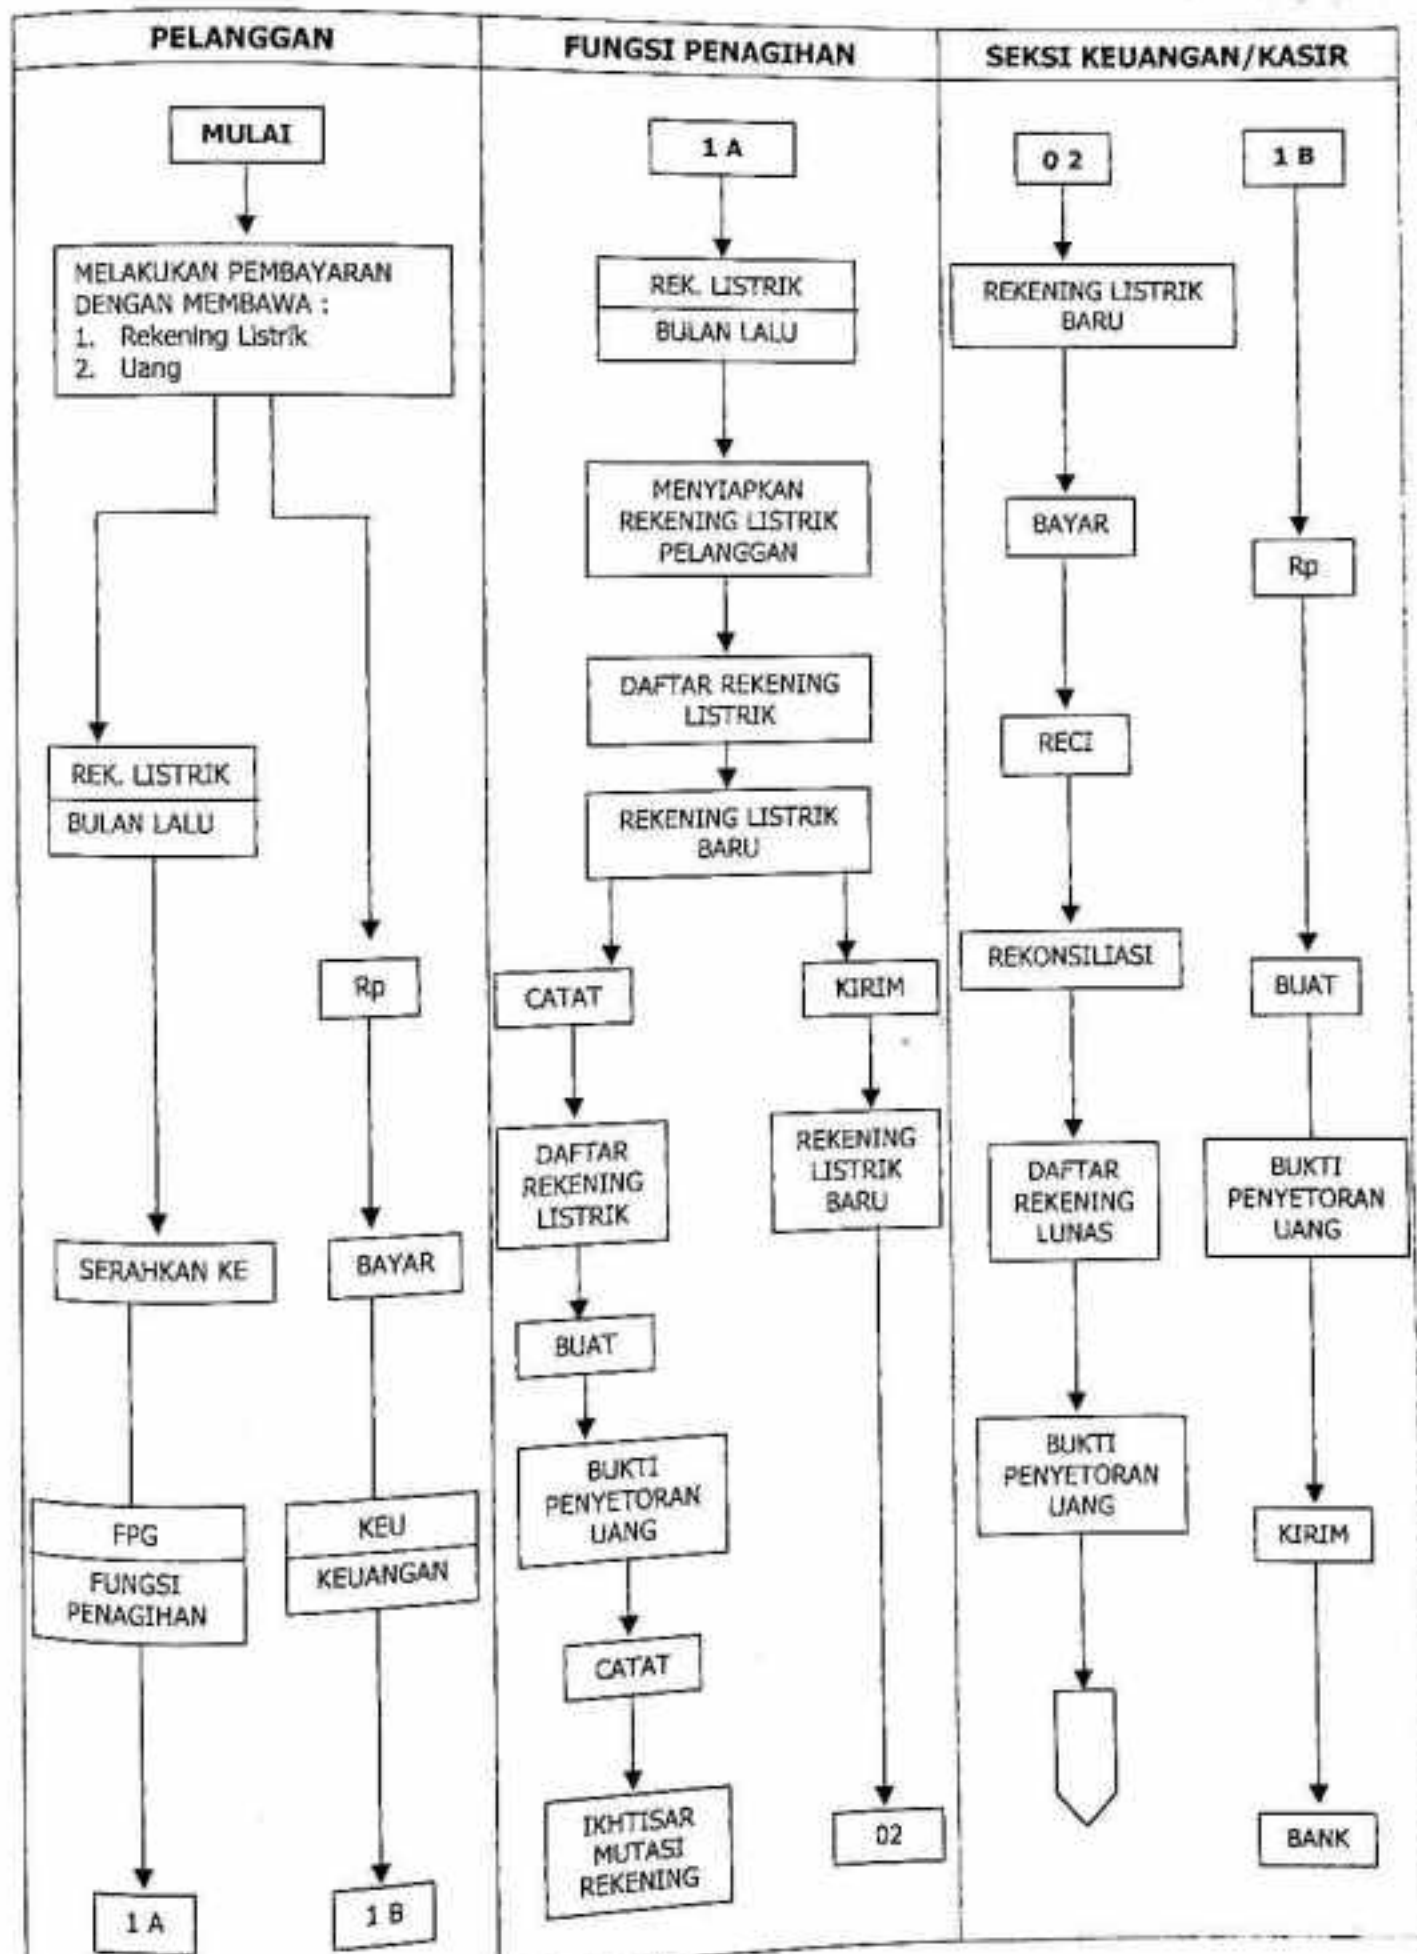 PELANGGAN
MULAI
MELAKUKAN PEMBAYARAN
DENGAN MEMBAWA :
1. Rekening Listrik
2. Uang
REK. LISTRIK
BULAN LALU
SERAHKAN KE
FPG
FUNGSI
PENAGIHAN
1 A
Rp
BAYAR
KEU
KEUANGAN
1 B
FUNGSI PENAGIHAN
1 A
REK. LISTRIK
BULAN LALU
MENYIAPKAN
REKENING LISTRIK
PELANGGAN
DAFTAR REKENING
LISTRIK
REKENING LISTRIK
BARU
CATAT
DAFTAR
REKENING
LISTRIK
BUAT
BUKTI
PENYETORAN
UANG
CATAT
IKHTISAR
MUTASI
REKENING
KIRIM
REKENING
LISTRIK
BARU
02
SEKSI KEUANGAN/KASIR
0 2
REKENING LISTRIK
BARU
BAYAR
RECI
REKONSILIASI
DAFTAR
REKENING
LUNAS
BUKTI
PENYETORAN
UANG
1 B
Rp
BUAT
BUKTI
PENYETORAN
UANG
KIRIM
BANK